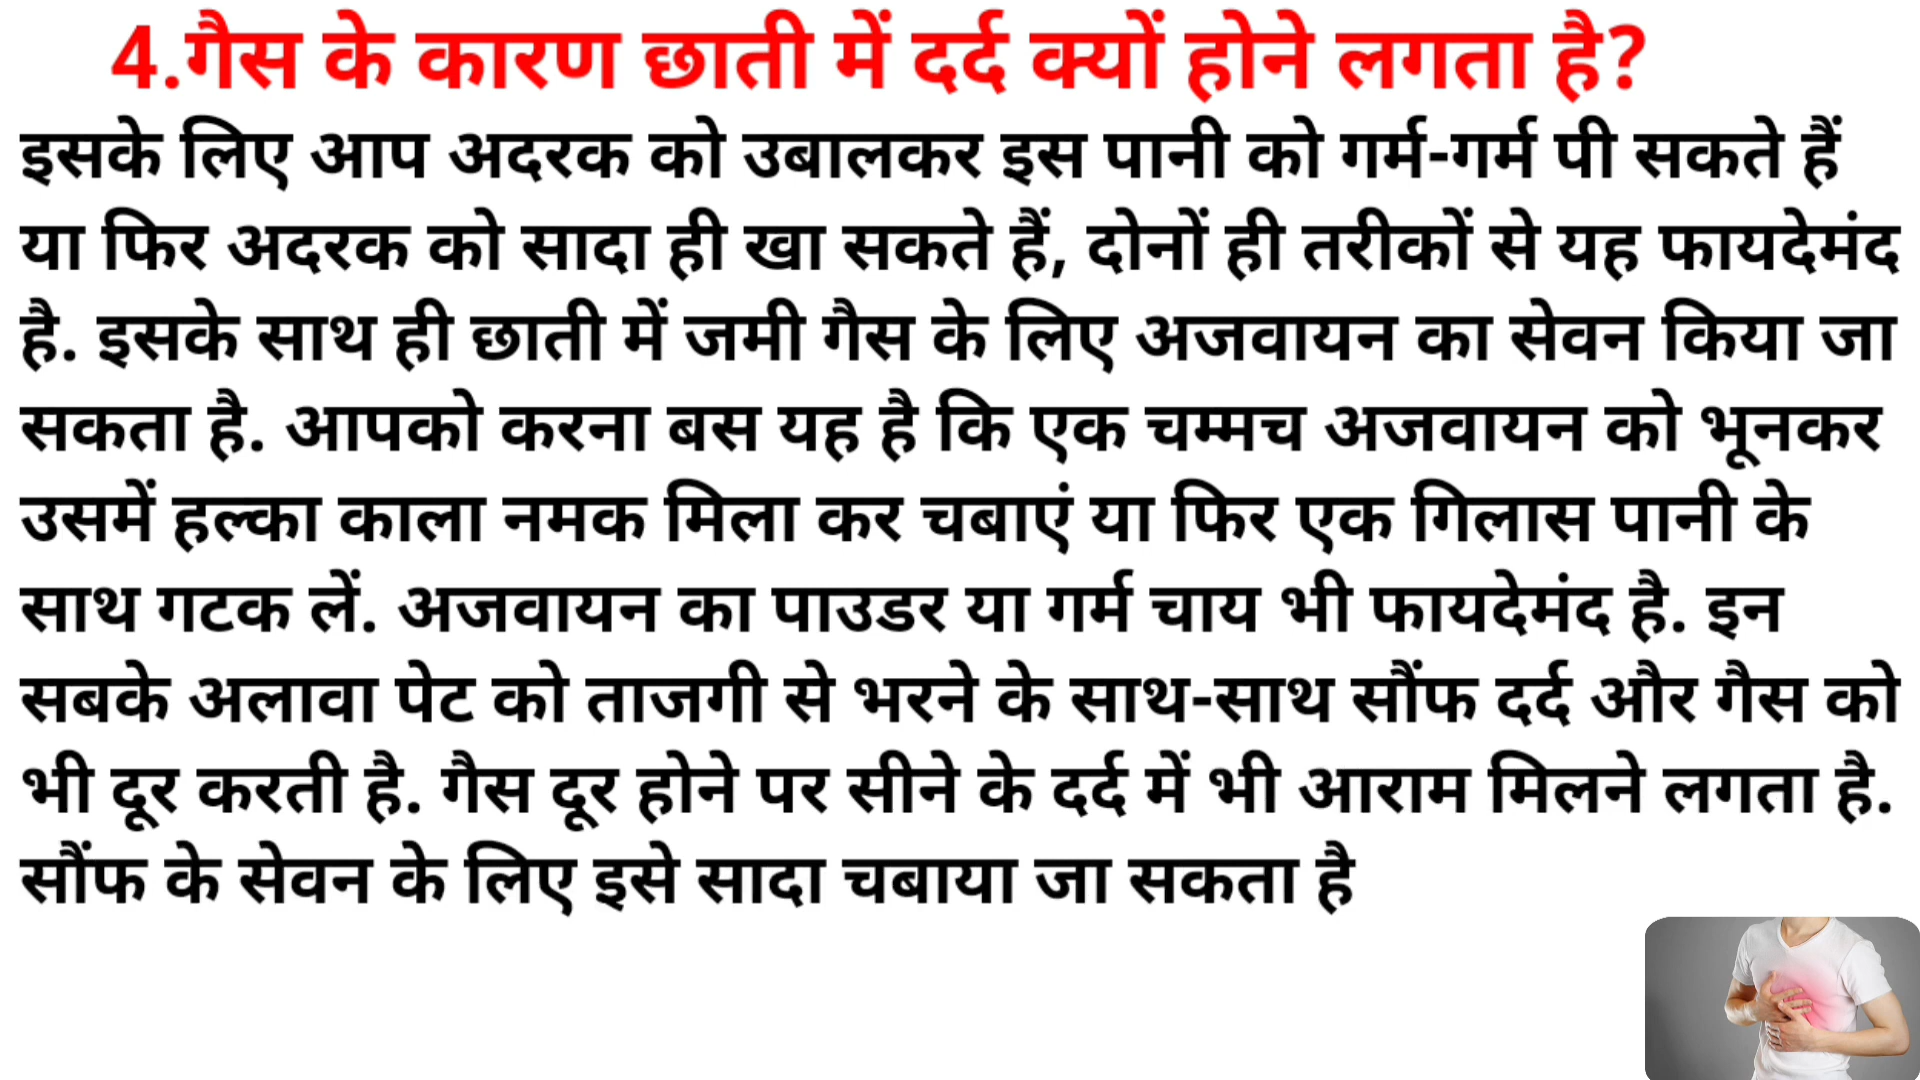 4.गैस के कारण छाती में दर्द क्यों होने लगता है?
इसके लिए आप अदरक को उबालकर इस पानी को गर्म-गर्म पी सकते हैं
या फिर अदरक को सादा ही खा सकते हैं, दोनों ही तरीकों से यह फायदेमंद
है. इसके साथ ही छाती में जमी गैस के लिए अजवायन का सेवन किया जा
सकता है. आपको करना बस यह है कि एक चम्मच अजवायन को भूनकर
उसमें हल्का काला नमक मिला कर चबाएं या फिर एक गिलास पानी के
साथ गटक लें. अजवायन का पाउडर या गर्म चाय भी फायदेमंद है. इन
सबके अलावा पेट को ताजगी से भरने के साथ-साथ सौंफ दर्द और गैस को
भी दूर करती है. गैस दूर होने पर सीने के दर्द में भी आराम मिलने लगता है.
सौंफ के सेवन के लिए इसे सादा चबाया जा सकता है